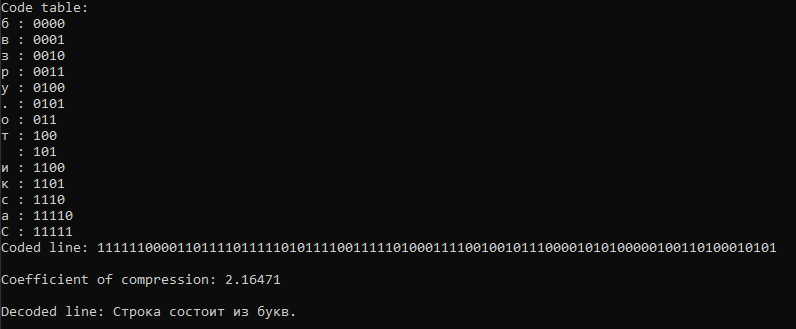 Code table:
б : 0000
в : 0001
з : 0010
р : 0011
у : 0100
. : 0101
о : 011
т : 100
  : 101
и : 1100
к : 1101
с : 1110
а : 11110
С : 11111
Coded line: 1111110000110111101111101011110011111010001111001001011100001010100000100110100010101
Coefficient of compression: 2.16471
Decoded line: Строка состоит из букв.